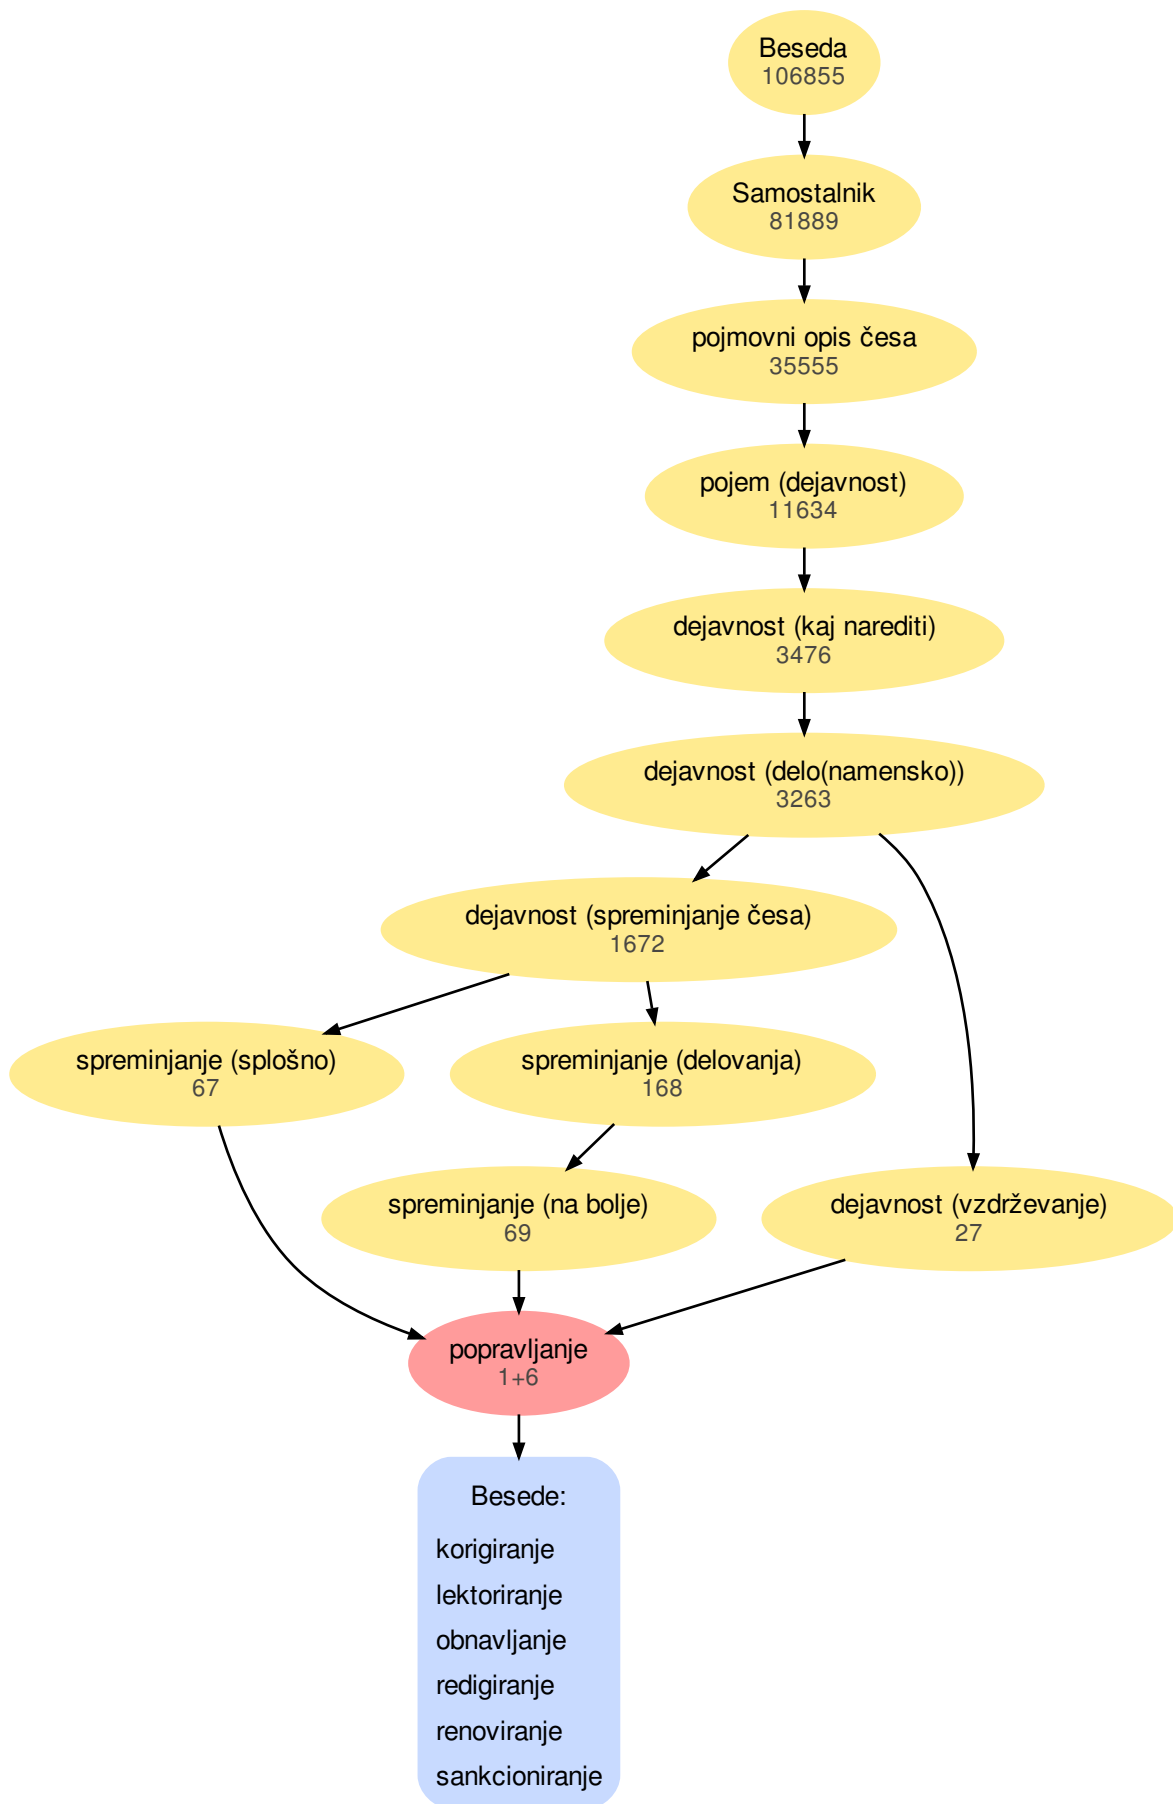 Beseda
106855
Samostalnik
81889
pojmovni opis česa
35555
pojem (dejavnost)
11634
dejavnost (kaj narediti)
3476
dejavnost (delo(namensko))
3263
dejavnost (spreminjanje česa)
1672
spreminjanje (splošno)
67
spreminjanje (delovanja)
168
spreminjanje (na bolje)
69
dejavnost (vzdrževanje)
27
popravljanje
1+6
Besede:
korigiranje
lektoriranje
obnavljanje
redigiranje
renoviranje
sankcioniranje